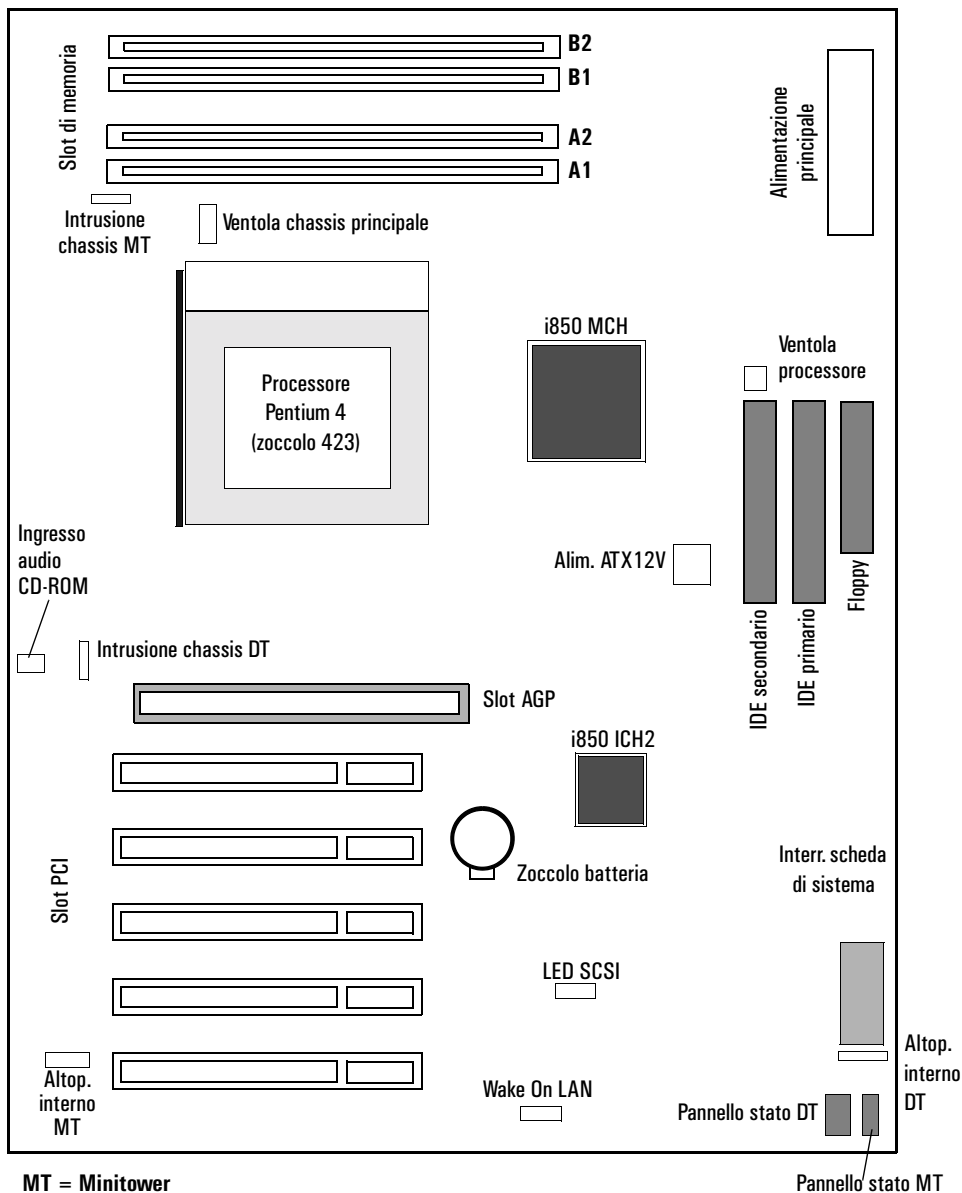 Slot di memoria
B2
B1
A2
A1
Alimentazione
principale
Intrusione
chassis MT
Ventola chassis principale
i850 MCH
Ventola
processore
Processore
Pentium 4
(zoccolo 423)
Ingresso
audio
CD-ROM
Alim. ATX12V
IDE secondario
IDE primario
Floppy
Intrusione chassis DT
Slot AGP
i850 ICH2
Slot PCI
Zoccolo batteria
Interr. scheda
di sistema
LED SCSI
Altop.
interno
MT
Wake On LAN
Altop.
interno
DT
Pannello stato DT
MT = Minitower
Pannello stato MT